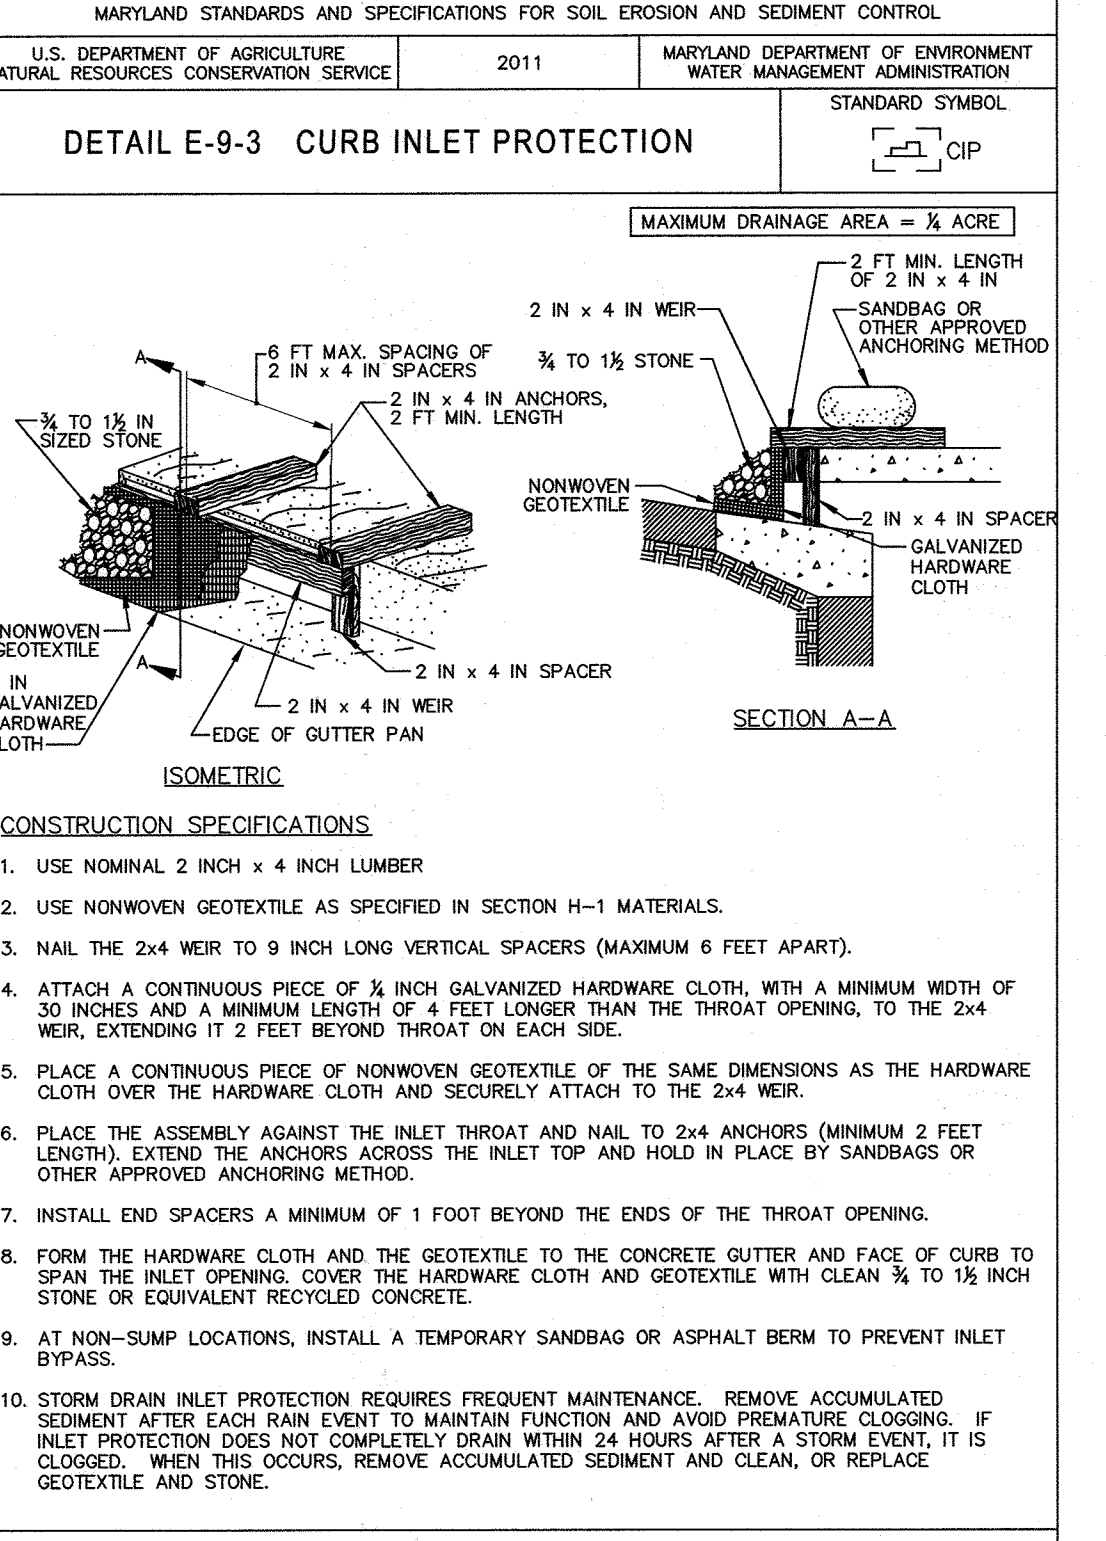 MARYLAND STANDARDS AND SPECIFICATIONS FOR SOIL EROSION AND SEDIMENT CONTROL
U.S. DEPARTMENT OF AGRICULTURE
ATURAL RESOURCES CONSERVATION SERVICE
2011
MARYLAND DEPARTMENT OF ENVIRONMENT
WATER MANAGEMENT ADMINISTRATION
DETAIL E-9-3 CURB INLET PROTECTION
STANDARD SYMBOL
CIP
MAXIMUM DRAINAGE AREA = ¼ ACRE
2 FT MIN. LENGTH
OF 2 IN x 4 IN
2 IN x 4 IN WEIR
SANDBAG OR
OTHER APPROVED
ANCHORING METHOD
¾ TO 1½ STONE
A
6 FT MAX. SPACING OF
2 IN x 4 IN SPACERS
2 IN x 4 IN ANCHORS,
2 FT MIN. LENGTH
¾ TO 1½ IN
SIZED STONE
NONWOVEN
GEOTEXTILE
2 IN x 4 IN SPACER
GALVANIZED
HARDWARE
CLOTH
NONWOVEN
GEOTEXTILE
A
IN
ALVANIZED
ARDWARE
LOTH
2 IN x 4 IN SPACER
2 IN x 4 IN WEIR
EDGE OF GUTTER PAN
SECTION A-A
ISOMETRIC
CONSTRUCTION SPECIFICATIONS
1. USE NOMINAL 2 INCH x 4 INCH LUMBER
2. USE NONWOVEN GEOTEXTILE AS SPECIFIED IN SECTION H-1 MATERIALS.
3. NAIL THE 2x4 WEIR TO 9 INCH LONG VERTICAL SPACERS (MAXIMUM 6 FEET APART).
4. ATTACH A CONTINUOUS PIECE OF ¼ INCH GALVANIZED HARDWARE CLOTH, WITH A MINIMUM WIDTH OF
30 INCHES AND A MINIMUM LENGTH OF 4 FEET LONGER THAN THE THROAT OPENING, TO THE 2x4
WEIR, EXTENDING IT 2 FEET BEYOND THROAT ON EACH SIDE.
5. PLACE A CONTINUOUS PIECE OF NONWOVEN GEOTEXTILE OF THE SAME DIMENSIONS AS THE HARDWARE
CLOTH OVER THE HARDWARE CLOTH AND SECURELY ATTACH TO THE 2x4 WEIR.
6. PLACE THE ASSEMBLY AGAINST THE INLET THROAT AND NAIL TO 2x4 ANCHORS (MINIMUM 2 FEET
LENGTH). EXTEND THE ANCHORS ACROSS THE INLET TOP AND HOLD IN PLACE BY SANDBAGS OR
OTHER APPROVED ANCHORING METHOD.
7. INSTALL END SPACERS A MINIMUM OF 1 FOOT BEYOND THE ENDS OF THE THROAT OPENING.
8. FORM THE HARDWARE CLOTH AND THE GEOTEXTILE TO THE CONCRETE GUTTER AND FACE OF CURB TO
SPAN THE INLET OPENING. COVER THE HARDWARE CLOTH AND GEOTEXTILE WITH CLEAN ¾ TO 1½ INCH
STONE OR EQUIVALENT RECYCLED CONCRETE.
9. AT NON-SUMP LOCATIONS, INSTALL A TEMPORARY SANDBAG OR ASPHALT BERM TO PREVENT INLET
BYPASS.
10. STORM DRAIN INLET PROTECTION REQUIRES FREQUENT MAINTENANCE. REMOVE ACCUMULATED
SEDIMENT AFTER EACH RAIN EVENT TO MAINTAIN FUNCTION AND AVOID PREMATURE CLOGGING. IF
INLET PROTECTION DOES NOT COMPLETELY DRAIN WITHIN 24 HOURS AFTER A STORM EVENT, IT IS
CLOGGED. WHEN THIS OCCURS, REMOVE ACCUMULATED SEDIMENT AND CLEAN, OR REPLACE
GEOTEXTILE AND STONE.